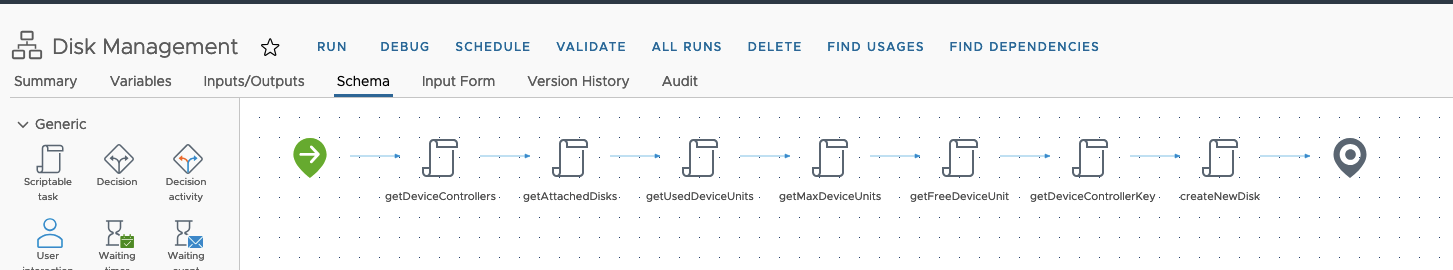 Disk Management RUN DEBUG SCHEDULE VALIDATE ALL RUNS DELETE FIND USAGES FIND DEPENDENCIES
Summary Variables Inputs/Outputs Schema Input Form Version History Audit
Generic
Scriptable
task
Decision
Decision
activity
User
interaction
Waiting
timer
Waiting
event
getDeviceControllers getAttachedDisks getUsedDeviceUnits getMaxDeviceUnits getFreeDeviceUnit getDeviceControllerKey createNewDisk